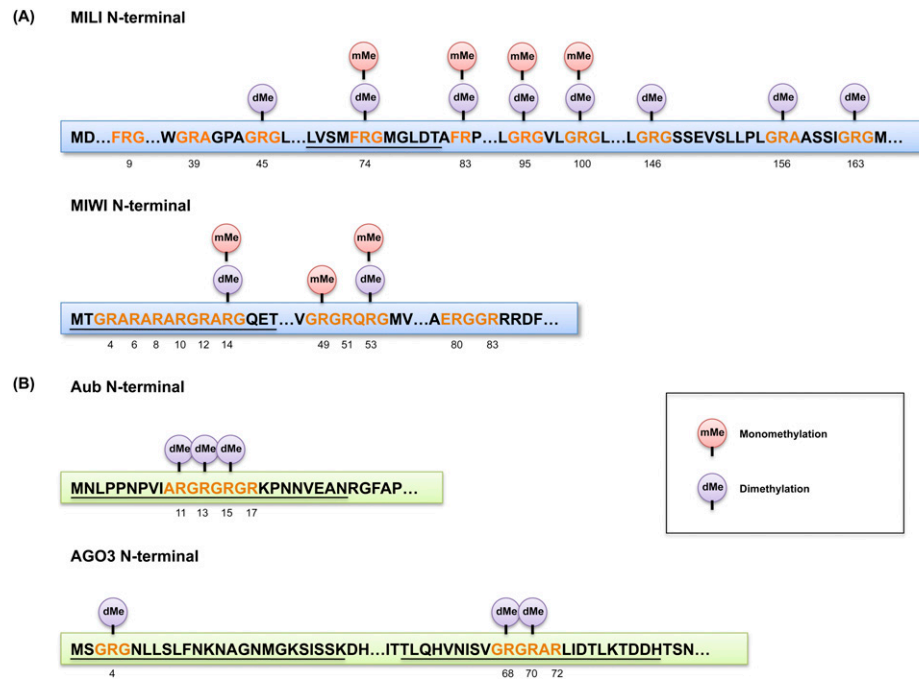 (A)
MILI N-terminal
mMe mMe mMe mMe
dMe dMe dMe dMe dMe dMe dMe dMe
MD...FRG...WGRAGPAGRGL...LVSMFRGMGLDTAFRP...LGRGVLGRGL...LGRGSSEVSLLPLGRAASSIGRGM...
9 39 45 74 83 95 100 146 156 163
MIWI N-terminal
mMe mMe
dMe mMe dMe
MTGRARARARGRARGQET...VGRGRQRGMV...AERGGRRRDF...
4 6 8 10 12 14 49 51 53 80 83
(B)
Aub N-terminal
dMe dMe dMe
MNLPPNPVIARGRGRGRKPNNVEANRGFAP...
11 13 15 17
mMe Monomethylation
dMe Dimethylation
AGO3 N-terminal
dMe dMe dMe
MSGRGNLLSLFNKNAGNMGKSISSKDH...ITTLQHVNISVGRGRARLIDTLKTDDHTSN...
4 68 70 72